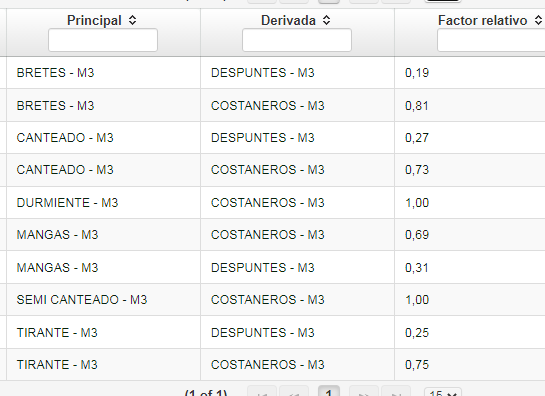 Principal Derivada Factor relativo
BRETES - M3 DESPUNTES - M3 0,19
BRETES - M3 COSTANEROS - M3 0,81
CANTEADO - M3 DESPUNTES - M3 0,27
CANTEADO - M3 COSTANEROS - M3 0,73
DURMIENTE - M3 COSTANEROS - M3 1,00
MANGAS - M3 COSTANEROS - M3 0,69
MANGAS - M3 DESPUNTES - M3 0,31
SEMI CANTEADO - M3 COSTANEROS - M3 1,00
TIRANTE - M3 DESPUNTES - M3 0,25
TIRANTE - M3 COSTANEROS - M3 0,75
(1 of 1) 1 15